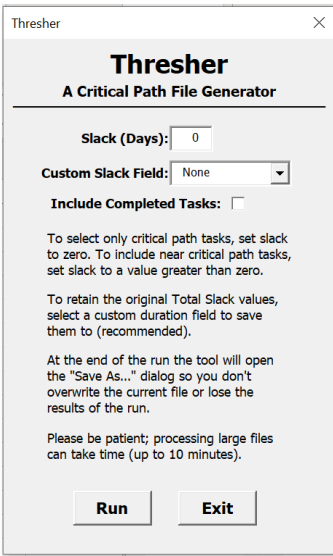 Thresher
Thresher
A Critical Path File Generator
Slack (Days): 0
Custom Slack Field: None
Include Completed Tasks:
To select only critical path tasks, set slack
to zero. To include near critical path tasks,
set slack to a value greater than zero.
To retain the original Total Slack values,
select a custom duration field to save
them to (recommended).
At the end of the run the tool will open
the "Save As..." dialog so you don't
overwrite the current file or lose the
results of the run.
Please be patient; processing large files
can take time (up to 10 minutes).
Run Exit